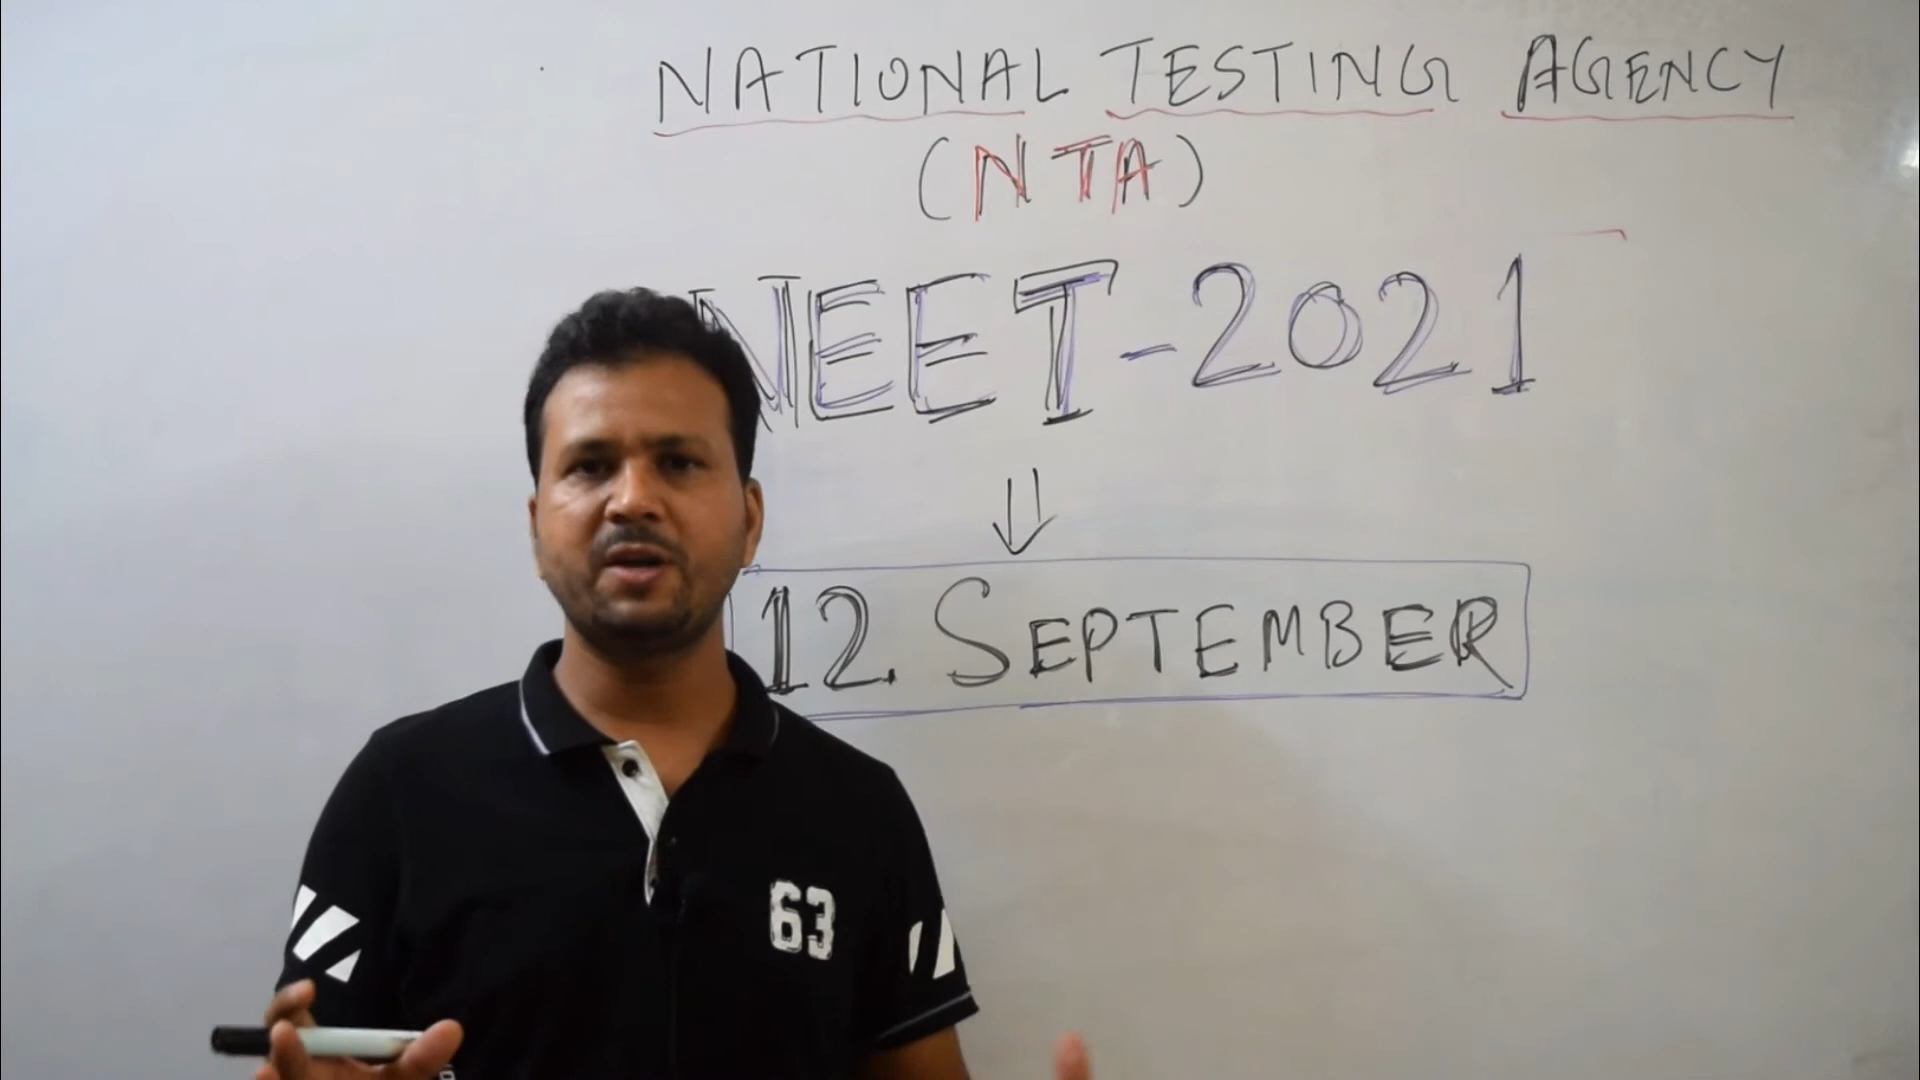 NATIONAL TESTING AGENCY
(NTA)
NEET-2021
12. SEPTEMBER
63